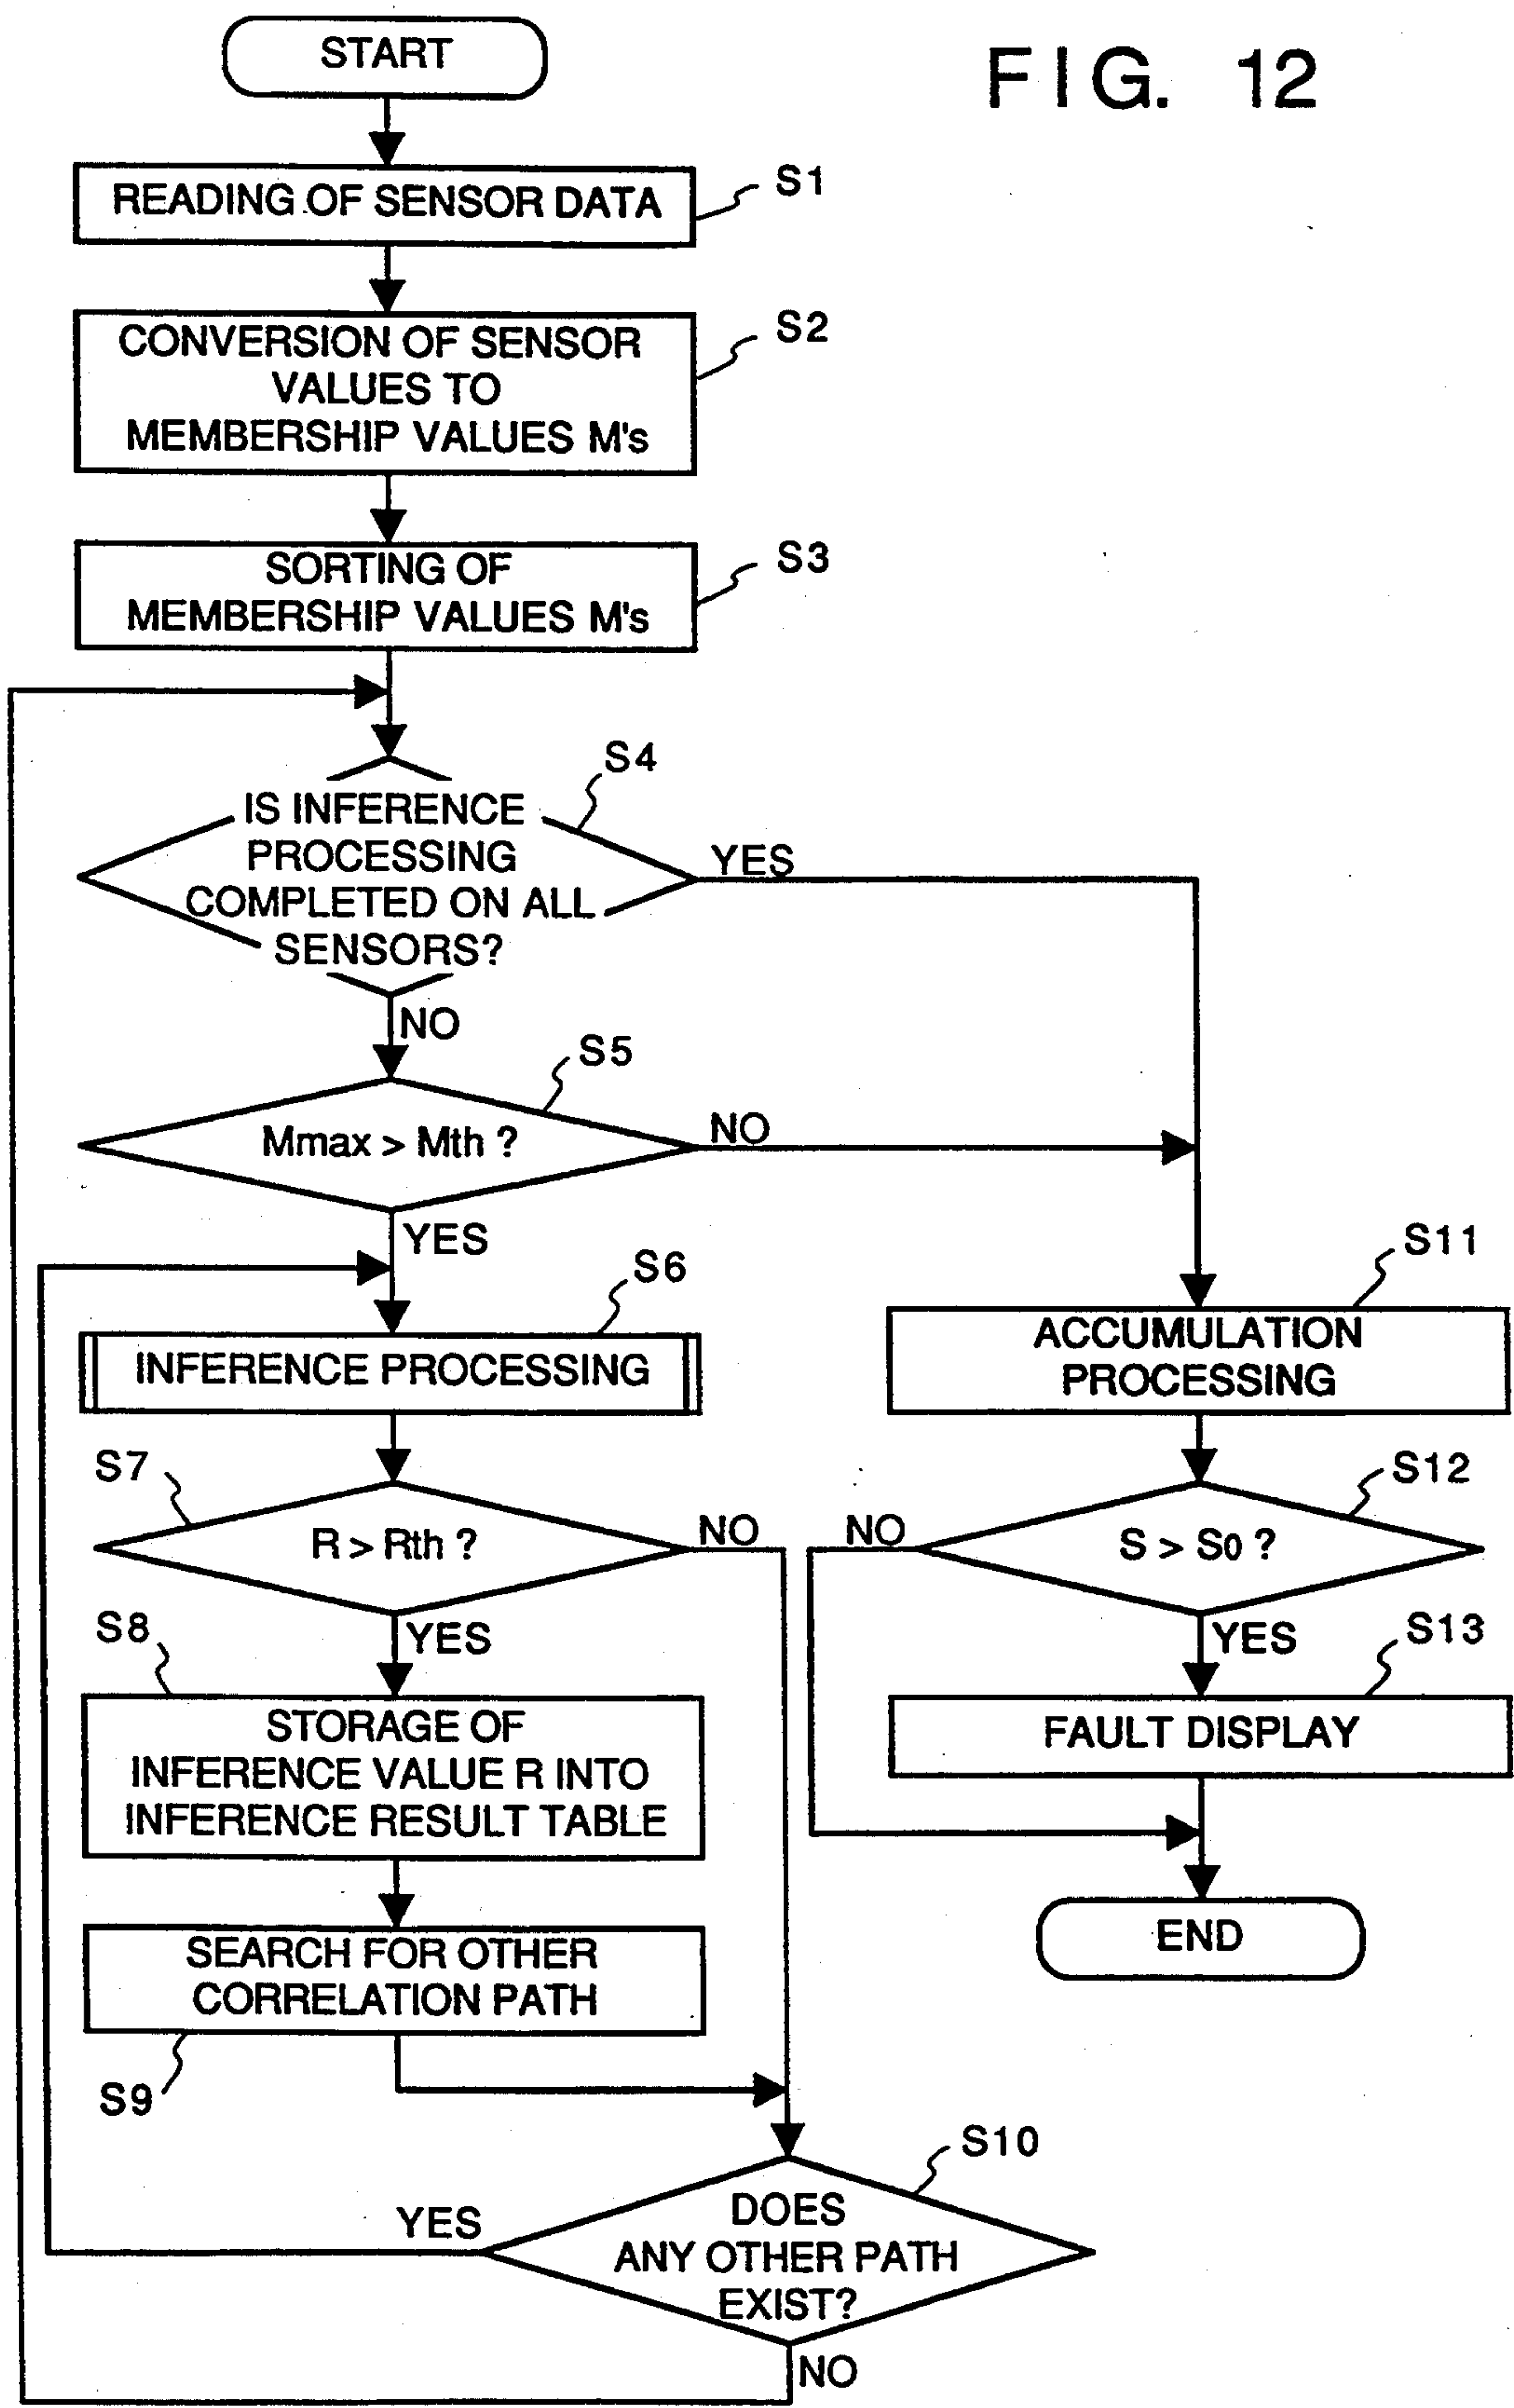 FIG. 12
START
READING OF SENSOR DATA
S1
CONVERSION OF SENSOR
VALUES TO
MEMBERSHIP VALUES M's
S2
SORTING OF
MEMBERSHIP VALUES M's
S3
IS INFERENCE
PROCESSING
COMPLETED ON ALL
SENSORS?
S4
YES
NO
Mmax > Mth ?
S5
NO
YES
INFERENCE PROCESSING
S6
R > Rth ?
S7
NO
YES
STORAGE OF
INFERENCE VALUE R INTO
INFERENCE RESULT TABLE
S8
SEARCH FOR OTHER
CORRELATION PATH
S9
DOES
ANY OTHER PATH
EXIST?
S10
YES
NO
ACCUMULATION
PROCESSING
S11
S > S0 ?
S12
NO
YES
FAULT DISPLAY
S13
END